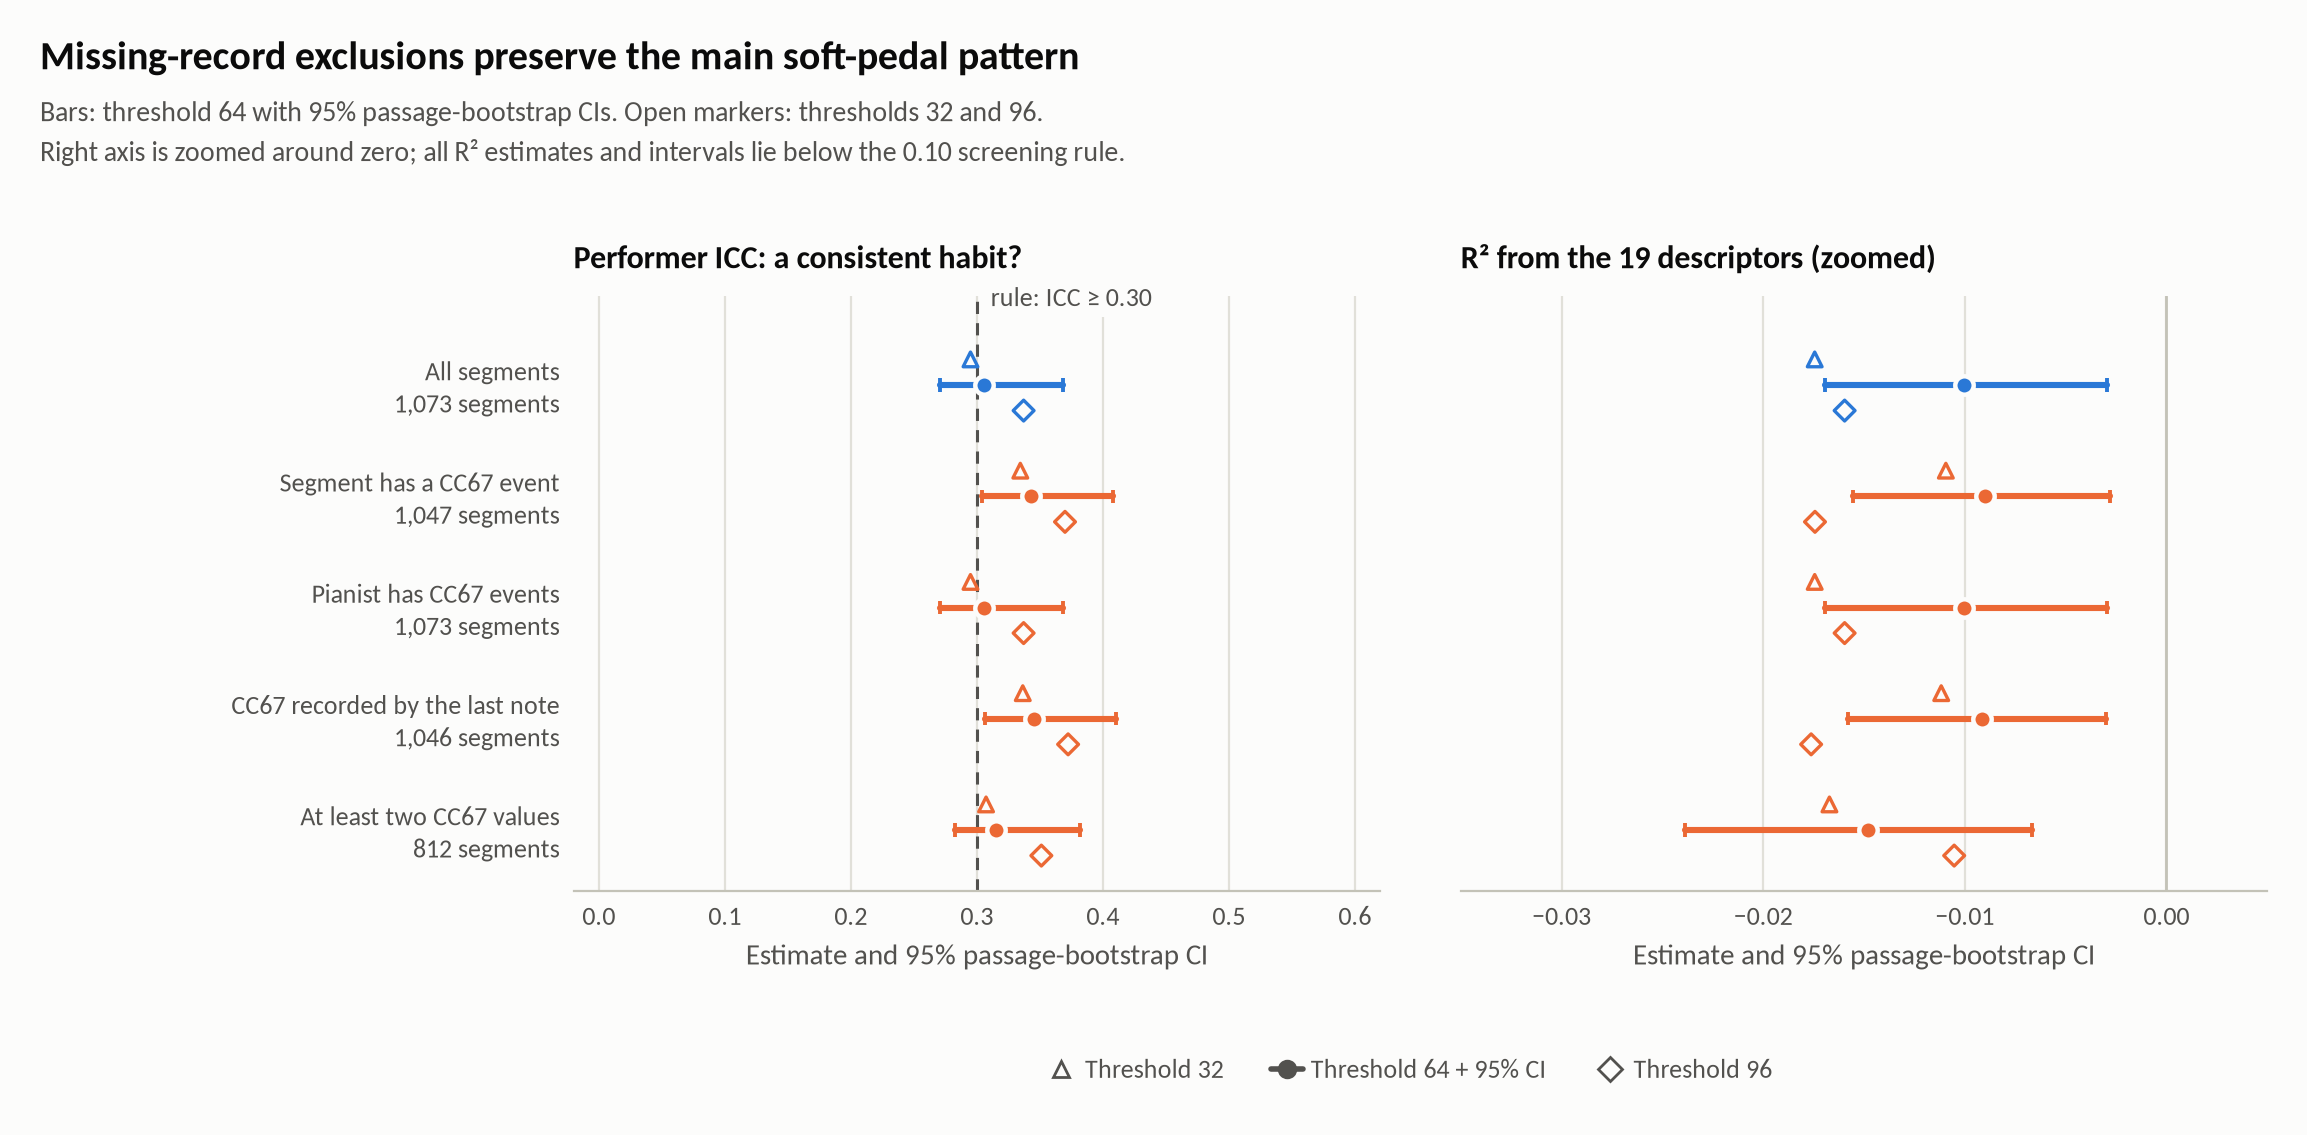 Missing-record exclusions preserve the main soft-pedal pattern
Bars: threshold 64 with 95% passage-bootstrap CIs. Open markers: thresholds 32 and 96.
Right axis is zoomed around zero; all R² estimates and intervals lie below the 0.10 screening rule.
Performer ICC: a consistent habit?
rule: ICC ≥ 0.30
All segments
1,073 segments
Segment has a CC67 event
1,047 segments
Pianist has CC67 events
1,073 segments
CC67 recorded by the last note
1,046 segments
At least two CC67 values
812 segments
0.0 0.1 0.2 0.3 0.4 0.5 0.6
Estimate and 95% passage-bootstrap CI
R² from the 19 descriptors (zoomed)
−0.03 −0.02 −0.01 0.00
Estimate and 95% passage-bootstrap CI
Threshold 32 Threshold 64 + 95% CI Threshold 96